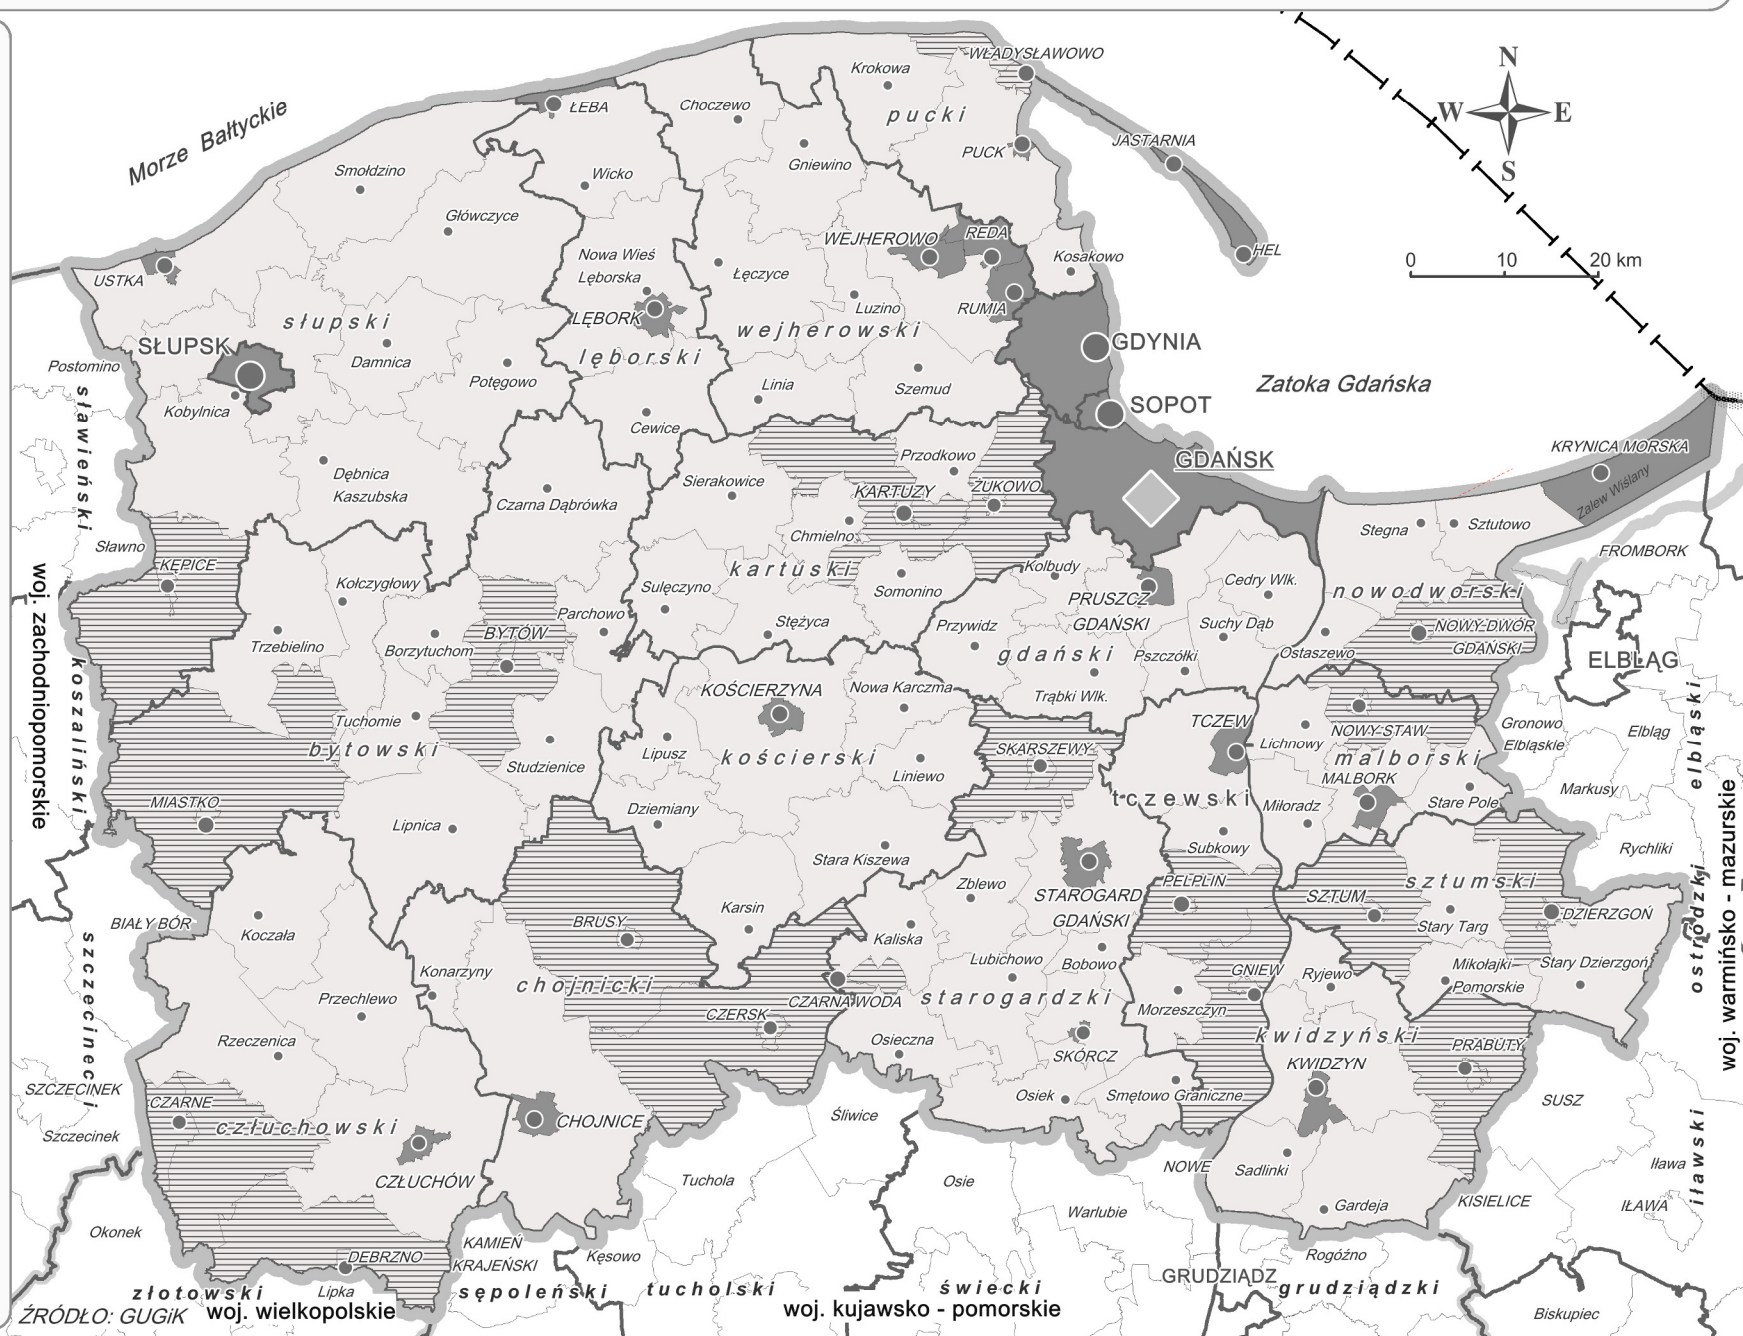 WŁADYSŁAWOWO
Krokowa
N
Morze Bałtyckie
ŁEBA
Choczewo
pucki
W
E
JASTARNIA
PUCK
Gniewino
Smołdzino
Wicko
S
Główczyce
WEJHEROWO
REDA
HEL
Nowa Wieś
Lęborska
Kosakowo
0
10
20 km
USTKA
Łęczyce
LĘBORK
Luzino
RUMIA
słupski
wejherowski
SŁUPSK
lęborski
GDYNIA
Postomino
Damnica
Potęgowo
Linia
Szemud
Zatoka Gdańska
Kobylnica
SOPOT
sławieński
Cewice
KRYNICA MORSKA
Przodkowo
GDAŃSK
Dębnica
Kaszubska
Sierakowice
Zalew Wiślany
Czarna Dąbrówka
KARTUZY
ŻUKOWO
Stegna
Sztutowo
Chmielno
Sławno
FROMBORK
KĘPICE
kartuski
Kolbudy
Kołczygłowy
Sulęczyno
Somonino
Cedry Wlk.
nowodworski
PRUSZCZ
GDAŃSKI
woj. zachodniopomorskie
Parchowo
Stężyca
Przywidz
Suchy Dąb
NOWY DWÓR
GDAŃSKI
BYTÓW
Trzebielino
Borzytuchom
gdański
Pszczółki
Ostaszewo
ELBLĄG
koszaliński
KOŚCIERZYNA
Nowa Karczma
Trąbki Wlk.
elbląski
Tuchomie
TCZEW
Gronowo
Elbląskie
Elbląg
bytowski
Lipusz
kościerski
SKARSZEWY
Lichnowy
NOWY STAW
Studzienice
Liniewo
malborski
MALBORK
Markusy
MIASTKO
Dziemiany
tczewski
Miłoradz
Stare Pole
woj. warmińsko - mazurskie
Lipnica
Stara Kiszewa
Subkowy
Rychliki
Zblewo
PELPLIN
sztumski
STAROGARD
GDAŃSKI
SZTUM
ostródzki
BIAŁY BÓR
Koczała
BRUSY
Karsin
Kaliska
Stary Targ
DZIERZGOŃ
szczecinecki
Konarzyny
chojnicki
Lubichowo
Bobowo
GNIEW
Ryjewo
Mikołajki
Pomorskie
Stary Dzierzgoń
Przechlewo
CZARNA WODA
starogardzki
CZERSK
Morzeszczyn
Rzeczenica
Osieczna
SKÓRCZ
kwidzyński
PRABUTY
SZCZECINEK
KWIDZYN
CZARNE
Osiek
Smętowo Graniczne
SUSZ
człuchowski
CHOJNICE
Śliwice
Szczecinek
NOWE
Sadlinki
Iława
iławski
CZŁUCHÓW
Tuchola
Osie
Gardeja
KISIELICE
IŁAWA
Okonek
Warlubie
KAMIEŃ
KRAJEŃSKI
DEBRZNO
Kęsowo
Rogóźno
GRUDZIĄDZ
złotowski
Lipka
sępoleński
tucholski
świecki
grudziądzki
ŹRÓDŁO: GUGiK
woj. wielkopolskie
woj. kujawsko - pomorskie
Biskupiec